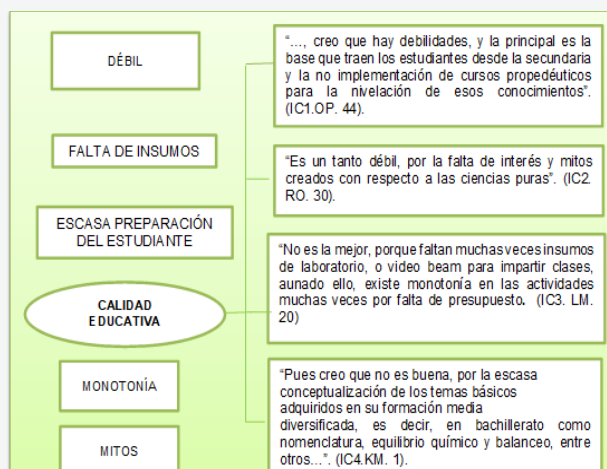 DÉBIL
FALTA DE INSUMOS
ESCASA PREPARACIÓN
DEL ESTUDIANTE
CALIDAD
EDUCATIVA
MONOTONÍA
MITOS
“…, creo que hay debilidades, y la principal es la
base que traen los estudiantes desde la secundaria
y la no implementación de cursos propedéuticos
para la nivelación de esos conocimientos”.
(IC1.OP. 44).
“Es un tanto débil, por la falta de interés y mitos
creados con respecto a las ciencias puras”. (IC2.
RO. 30).
“No es la mejor, porque faltan muchas veces insumos
de laboratorio, o video beam para impartir clases,
aunado ello, existe monotonía en las actividades
muchas veces por falta de presupuesto. (IC3. LM.
20)
“Pues creo que no es buena, por la escasa
conceptualización de los temas básicos
adquiridos en su formación media
diversificada, es decir, en bachillerato como
nomenclatura, equilibrio químico y balanceo, entre
otros...”. (IC4.KM. 1).